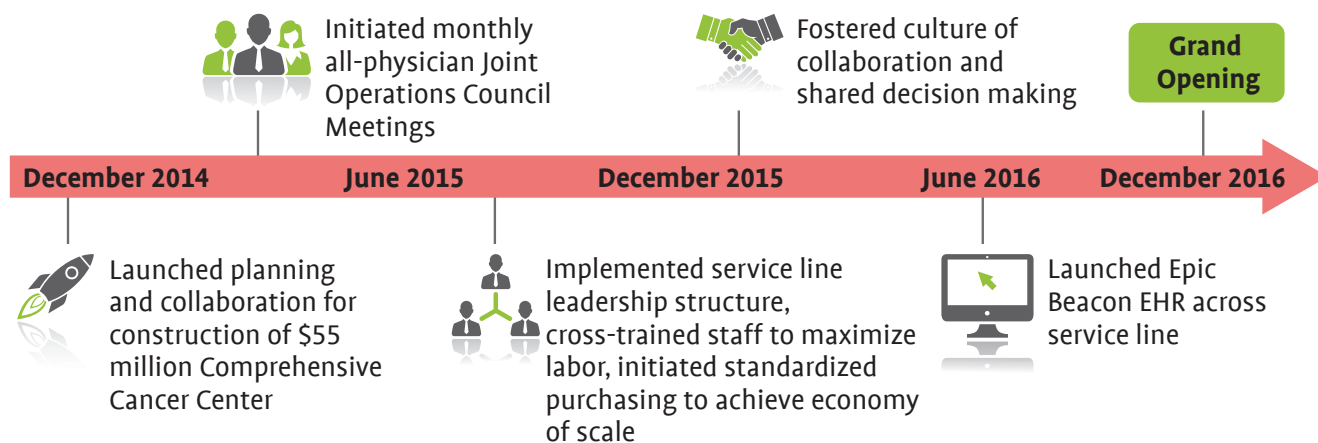 Initiated monthly
all-physician Joint
Operations Council
Meetings
Fostered culture of
collaboration and
shared decision making
Grand
Opening
December 2014
June 2015
December 2015
June 2016
December 2016
Launched planning
and collaboration for
construction of $55
million Comprehensive
Cancer Center
Implemented service line
leadership structure,
cross-trained staff to maximize
labor, initiated standardized
purchasing to achieve economy
of scale
Launched Epic
Beacon EHR across
service line